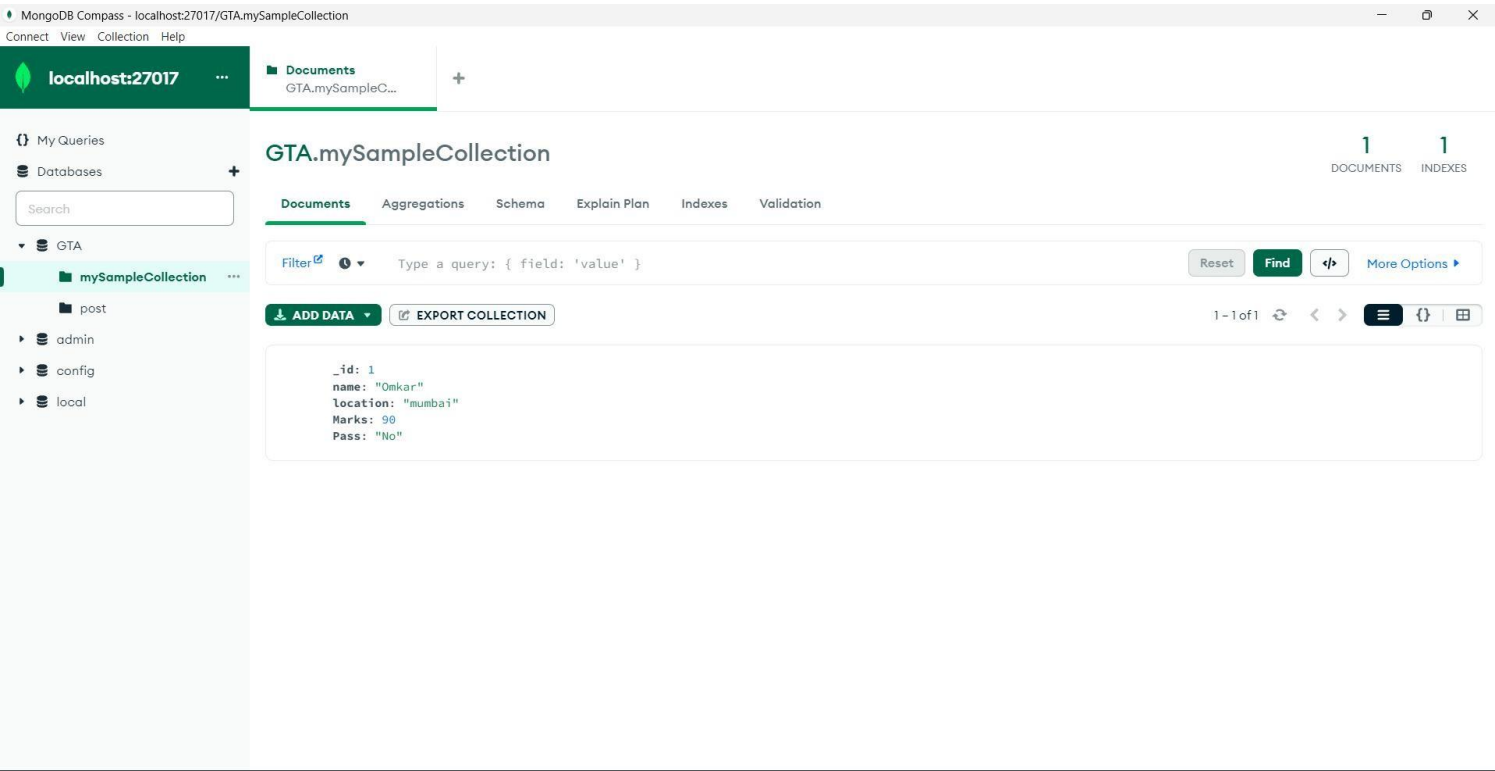 MongoDB Compass - localhost:27017/GTA.mySampleCollection
Connect View Collection Help
localhost:27017 ...
Documents
GTA.mySampleC...
{} My Queries
Databases
Search
GTA
mySampleCollection ...
post
admin
config
local
GTA.mySampleCollection
1 DOCUMENTS
1 INDEXES
Documents Aggregations Schema Explain Plan Indexes Validation
Filter Type a query: { field: 'value' } Reset Find </> More Options
ADD DATA EXPORT COLLECTION 1 – 1 of 1 {}
_id: 1
name: "Omkar"
location: "mumbai"
Marks: 90
Pass: "No"